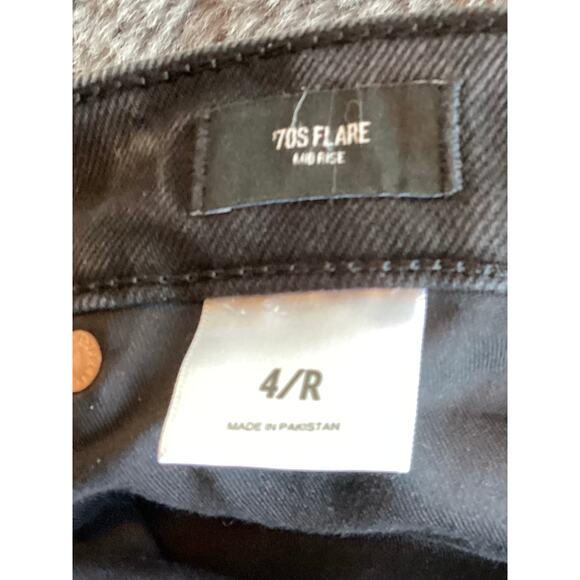 '70S FLARE
MID RISE
4/R
MADE IN PAKISTAN